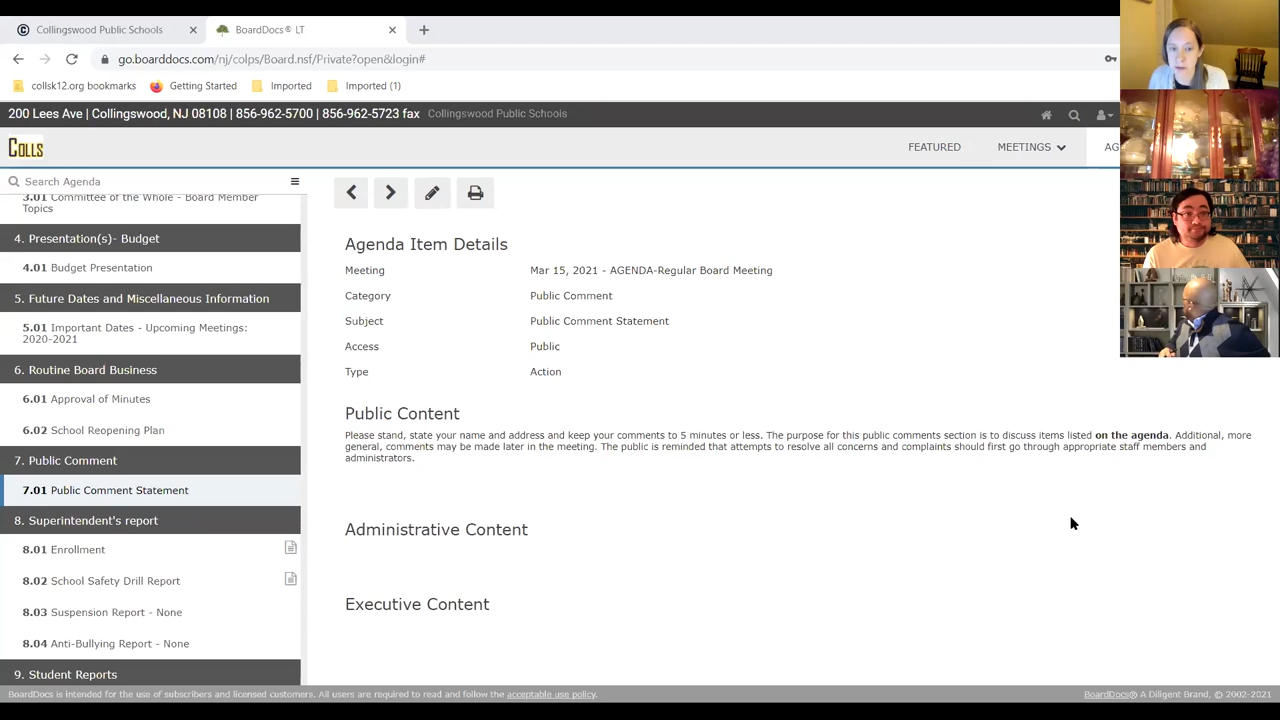 Collingswood Public Schools
BoardDocs® LT
go.boarddocs.com/nj/colps/Board.nsf/Private?open&login#
collsk12.org bookmarks
Getting Started
Imported
Imported (1)
200 Lees Ave | Collingswood, NJ 08108 | 856-962-5700 | 856-962-5723 fax
Collingswood Public Schools
COLLS
FEATURED
MEETINGS
AG
Search Agenda
3.01 Committee of the Whole - Board Member
Topics
4. Presentation(s)- Budget
4.01 Budget Presentation
5. Future Dates and Miscellaneous Information
5.01 Important Dates - Upcoming Meetings:
2020-2021
6. Routine Board Business
6.01 Approval of Minutes
6.02 School Reopening Plan
7. Public Comment
7.01 Public Comment Statement
8. Superintendent's report
8.01 Enrollment
8.02 School Safety Drill Report
8.03 Suspension Report - None
8.04 Anti-Bullying Report - None
9. Student Reports
Agenda Item Details
Meeting Mar 15, 2021 - AGENDA-Regular Board Meeting
Category Public Comment
Subject Public Comment Statement
Access Public
Type Action
Public Content
Please stand, state your name and address and keep your comments to 5 minutes or less. The purpose for this public comments section is to discuss items listed on the agenda. Additional, more
general, comments may be made later in the meeting. The public is reminded that attempts to resolve all concerns and complaints should first go through appropriate staff members and
administrators.
Administrative Content
Executive Content
BoardDocs is intended for the use of subscribers and licensed customers. All users are required to read and follow the acceptable use policy.
BoardDocs® A Diligent Brand, © 2002-2021